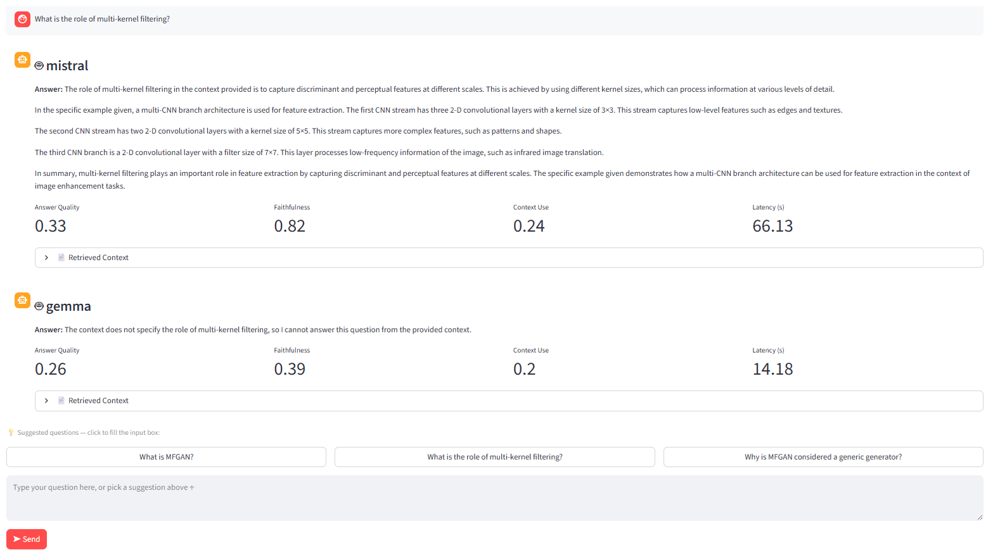 What is the role of multi-kernel filtering?
mistral
Answer: The role of multi-kernel filtering in the context provided is to capture discriminant and perceptual features at different scales. This is achieved by using different kernel sizes, which can process information at various levels of detail.
In the specific example given, a multi-CNN branch architecture is used for feature extraction. The first CNN stream has three 2-D convolutional layers with a kernel size of 3×3. This stream captures low-level features such as edges and textures.
The second CNN stream has two 2-D convolutional layers with a kernel size of 5×5. This stream captures more complex features, such as patterns and shapes.
The third CNN branch is a 2-D convolutional layer with a filter size of 7×7. This layer processes low-frequency information of the image, such as infrared image translation.
In summary, multi-kernel filtering plays an important role in feature extraction by capturing discriminant and perceptual features at different scales. The specific example given demonstrates how a multi-CNN branch architecture can be used for feature extraction in the context of
image enhancement tasks.
Answer Quality Faithfulness Context Use Latency (s)
0.33 0.82 0.24 66.13
Retrieved Context
gemma
Answer: The context does not specify the role of multi-kernel filtering, so I cannot answer this question from the provided context.
Answer Quality Faithfulness Context Use Latency (s)
0.26 0.39 0.2 14.18
Retrieved Context
Suggested questions — click to fill the input box:
What is MFGAN? What is the role of multi-kernel filtering? Why is MFGAN considered a generic generator?
Type your question here, or pick a suggestion above ↑
➤ Send